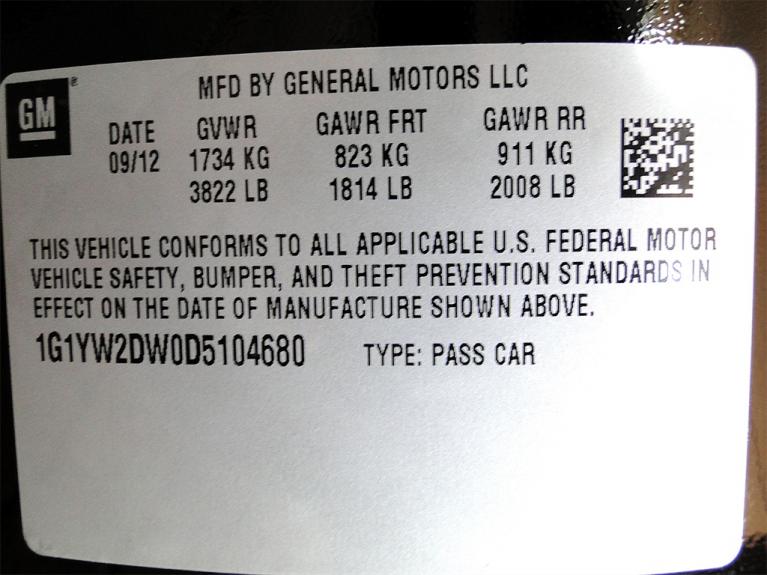 GM ®
MFD BY GENERAL MOTORS LLC
DATE GVWR GAWR FRT GAWR RR
09/12 1734 KG 823 KG 911 KG
3822 LB 1814 LB 2008 LB
THIS VEHICLE CONFORMS TO ALL APPLICABLE U.S. FEDERAL MOTOR
VEHICLE SAFETY, BUMPER, AND THEFT PREVENTION STANDARDS IN
EFFECT ON THE DATE OF MANUFACTURE SHOWN ABOVE.
1G1YW2DW0D5104680 TYPE: PASS CAR